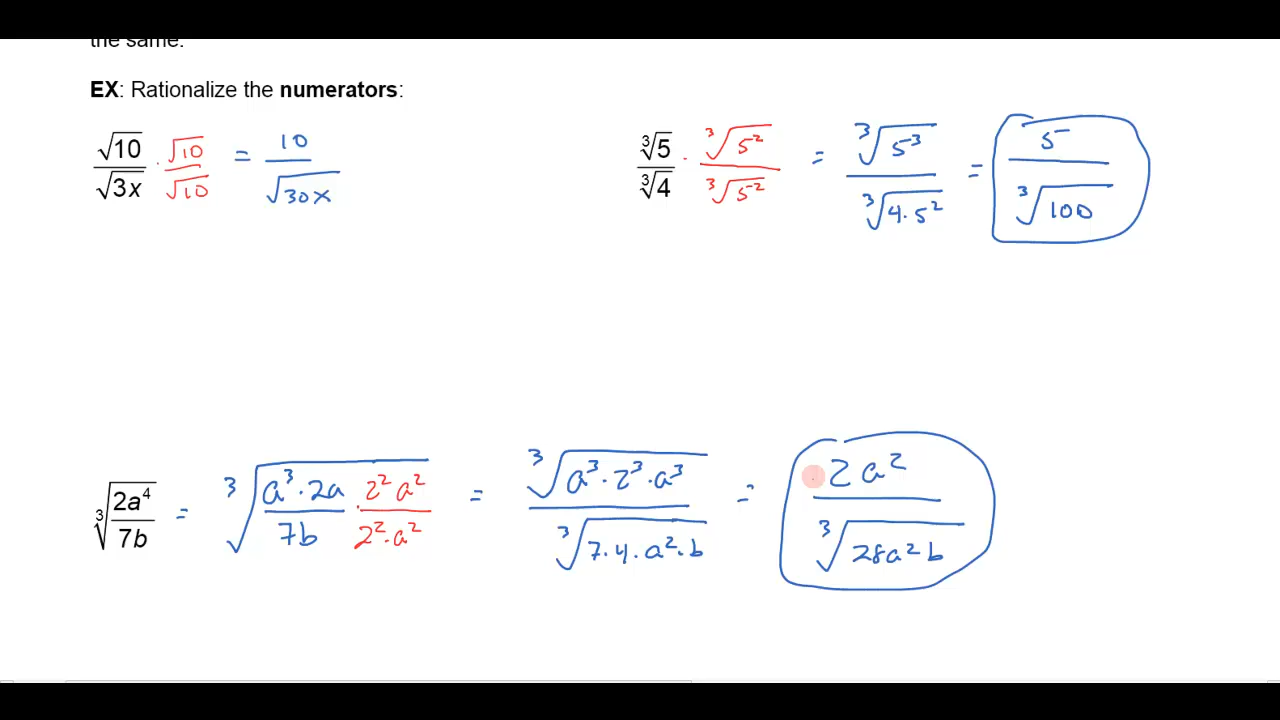 the same.
EX: Rationalize the numerators:
√10/√3x · √10/√10 = 10/√30x
∛5/∛4 · ∛5²/∛5² = ∛5³/∛4·5² = 5/∛100
∛(2a⁴/7b) = ∛(a³·2a/7b · 2²a²/2²·a²) = ∛a³·2³·a³/∛7·4·a²·b = 2a²/∛28a²b